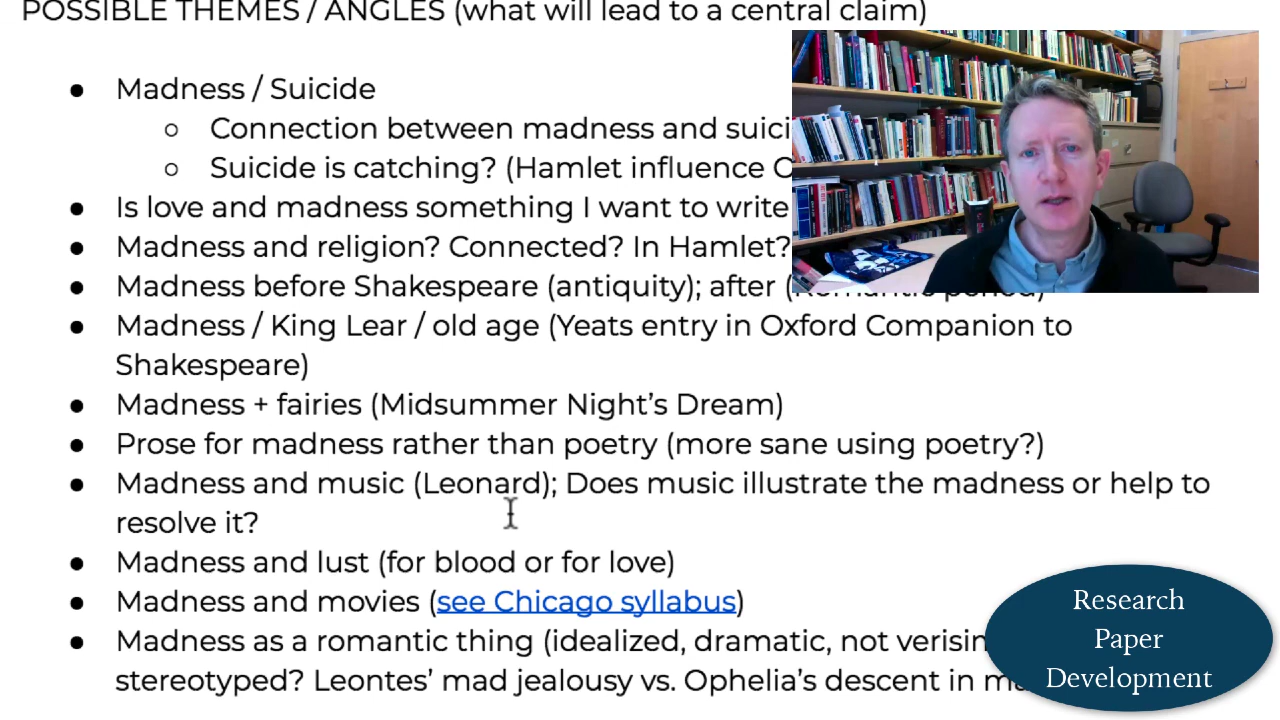 POSSIBLE THEMES / ANGLES (what will lead to a central claim)
● Madness / Suicide
○ Connection between madness and
○ Suicide is catching? (Hamlet influence
● Is love and madness something I want to write
● Madness and religion? Connected? In Hamlet?
● Madness before Shakespeare (antiquity); after (Romantic period)
● Madness / King Lear / old age (Yeats entry in Oxford Companion to
Shakespeare)
● Madness + fairies (Midsummer Night’s Dream)
● Prose for madness rather than poetry (more sane using poetry?)
● Madness and music (Leonard); Does music illustrate the madness or help to
resolve it?
● Madness and lust (for blood or for love)
● Madness and movies (see Chicago syllabus)
● Madness as a romantic thing (idealized, dramatic, not
stereotyped? Leontes’ mad jealousy vs. Ophelia’s descent in
Research
Paper
Development